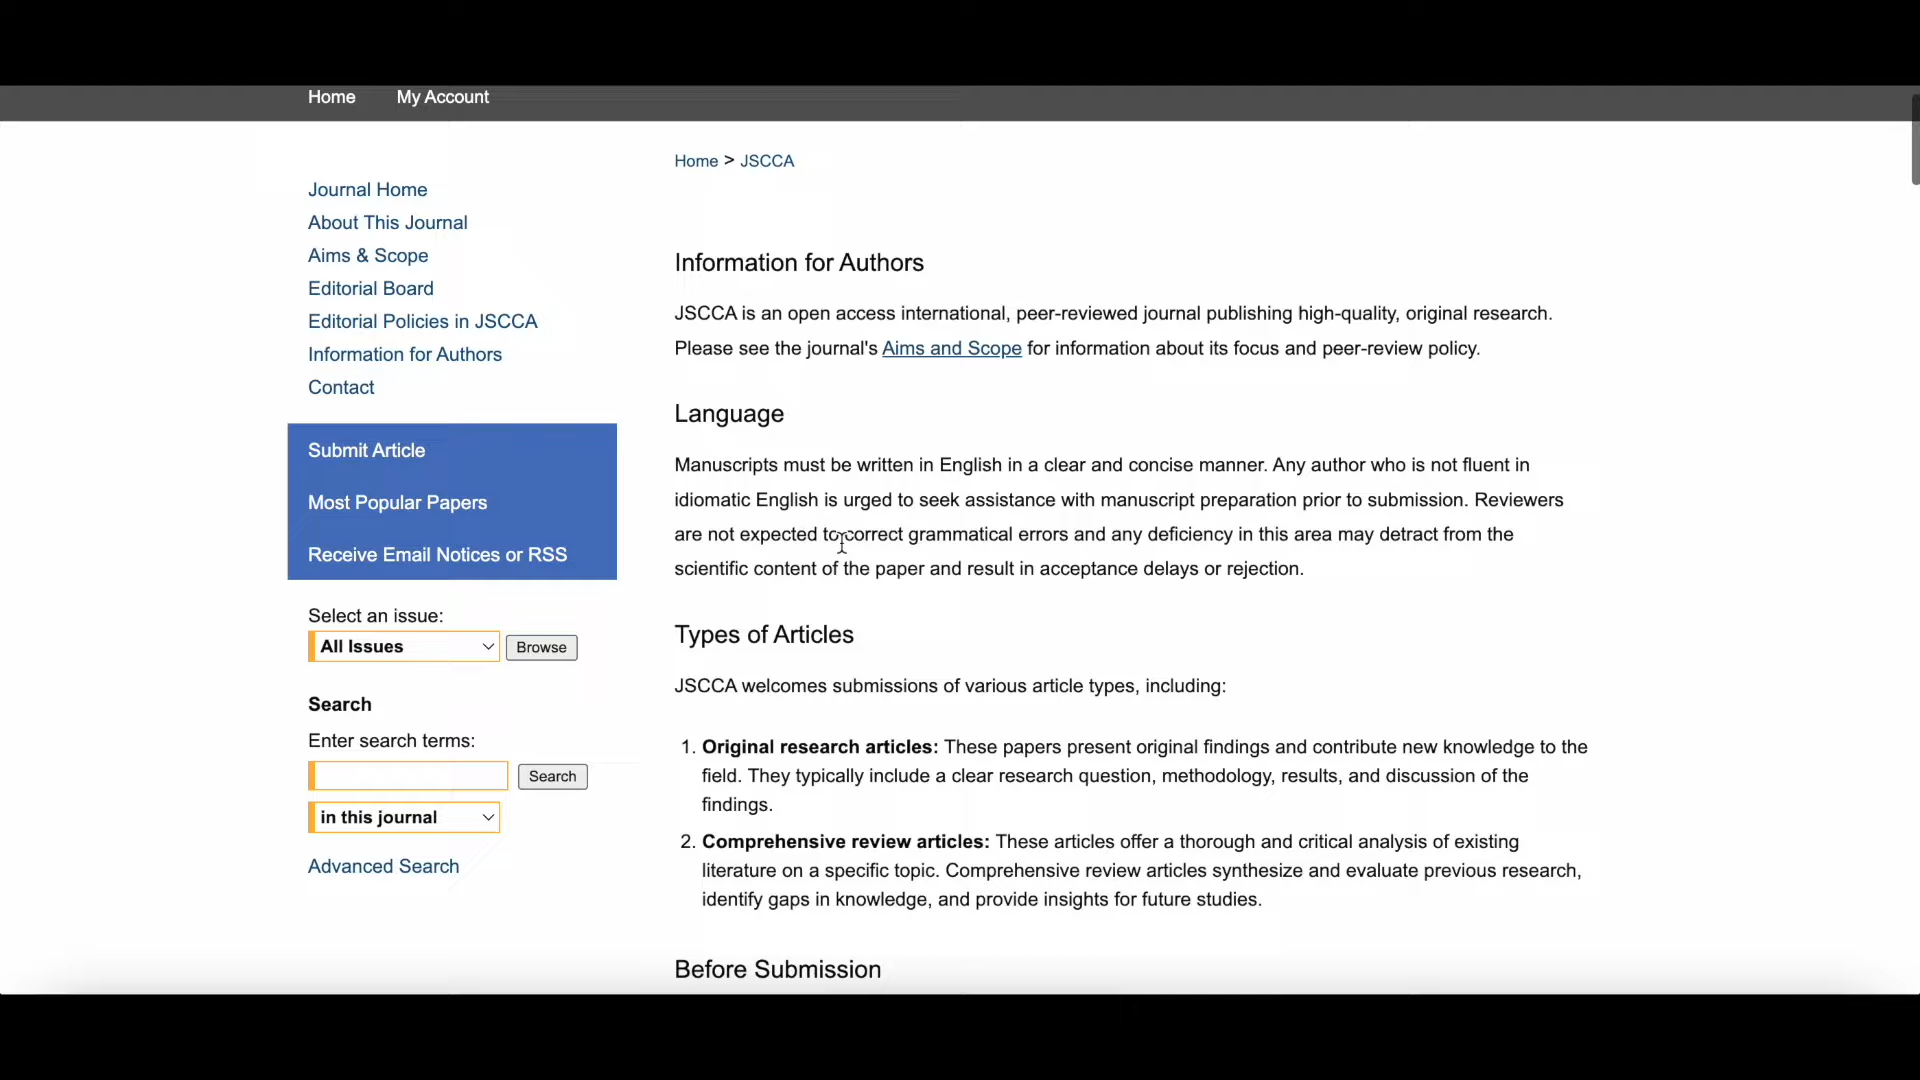 Home My Account
Home > JSCCA
Journal Home
About This Journal
Aims & Scope
Editorial Board
Editorial Policies in JSCCA
Information for Authors
Contact
Submit Article
Most Popular Papers
Receive Email Notices or RSS
Select an issue:
All Issues Browse
Search
Enter search terms:
Search
in this journal
Advanced Search
Information for Authors
JSCCA is an open access international, peer-reviewed journal publishing high-quality, original research.
Please see the journal's Aims and Scope for information about its focus and peer-review policy.
Language
Manuscripts must be written in English in a clear and concise manner. Any author who is not fluent in
idiomatic English is urged to seek assistance with manuscript preparation prior to submission. Reviewers
are not expected to correct grammatical errors and any deficiency in this area may detract from the
scientific content of the paper and result in acceptance delays or rejection.
Types of Articles
JSCCA welcomes submissions of various article types, including:
1. Original research articles: These papers present original findings and contribute new knowledge to the
field. They typically include a clear research question, methodology, results, and discussion of the
findings.
2. Comprehensive review articles: These articles offer a thorough and critical analysis of existing
literature on a specific topic. Comprehensive review articles synthesize and evaluate previous research,
identify gaps in knowledge, and provide insights for future studies.
Before Submission